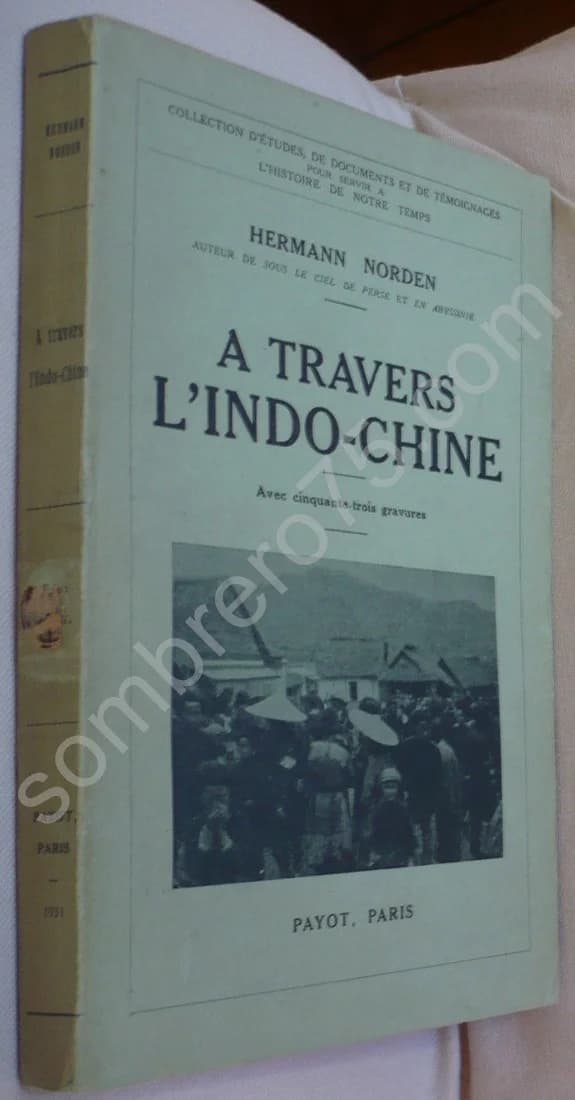 COLLECTION D'ÉTUDES, DE DOCUMENTS ET DE TÉMOIGNAGES
POUR SERVIR A
L'HISTOIRE DE NOTRE TEMPS
HERMANN NORDEN
AUTEUR DE SOUS LE CIEL DE PERSE ET EN ABYSSINIE
A TRAVERS
L'INDO-CHINE
Avec cinquante-trois gravures
PAYOT, PARIS
HERMANN
NORDEN
A travers
l'Indo-Chine
PAYOT,
PARIS
1931
sombrero75.com